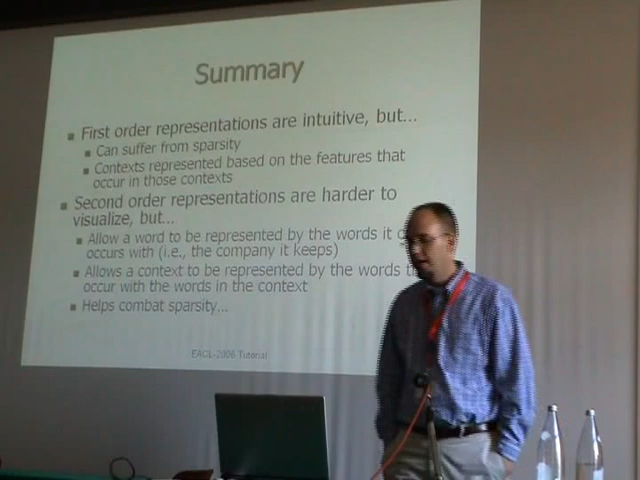 Summary
First order representations are intuitive, but...
Can suffer from sparsity
Contexts represented based on the features that
occur in those contexts
Second order representations are harder to
visualize, but...
Allow a word to be represented by the words it
occurs with (i.e., the company it keeps)
Allows a context to be represented by the words
occur with the words in the context
Helps combat sparsity...
EACL-2006 Tutorial